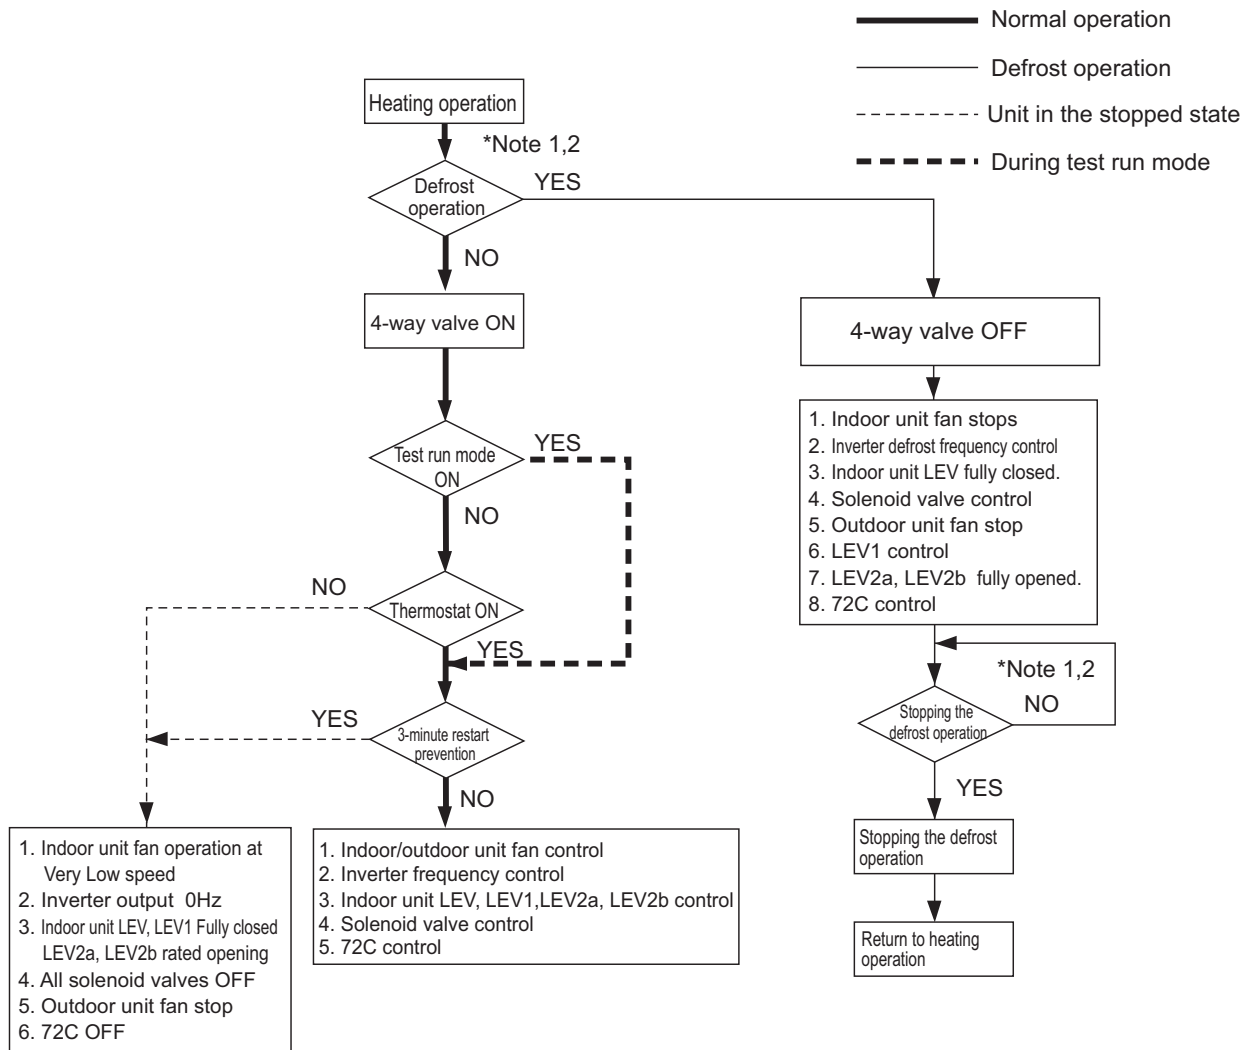 Normal operation
Defrost operation
Unit in the stopped state
During test run mode
Heating operation
*Note 1,2
Defrost
operation
YES
NO
4-way valve ON
4-way valve OFF
Test run mode
ON
YES
NO
1. Indoor unit fan stops
2. Inverter defrost frequency control
3. Indoor unit LEV fully closed.
4. Solenoid valve control
5. Outdoor unit fan stop
6. LEV1 control
7. LEV2a, LEV2b fully opened.
8. 72C control
NO
Thermostat ON
YES
*Note 1,2
NO
Stopping the
defrost operation
YES
YES
3-minute restart
prevention
NO
1. Indoor unit fan operation at
Very Low speed
2. Inverter output 0Hz
3. Indoor unit LEV, LEV1 Fully closed
LEV2a, LEV2b rated opening
4. All solenoid valves OFF
5. Outdoor unit fan stop
6. 72C OFF
1. Indoor/outdoor unit fan control
2. Inverter frequency control
3. Indoor unit LEV, LEV1,LEV2a, LEV2b control
4. Solenoid valve control
5. 72C control
Stopping the defrost
operation
Return to heating
operation